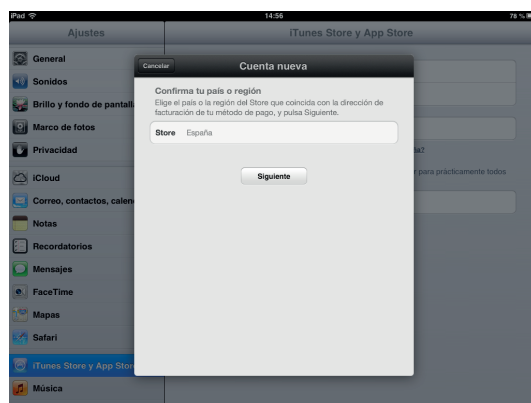 iPad 14:56 78 %
Ajustes
iTunes Store y App Store
General
Sonidos
Brillo y fondo de pantall
Marco de fotos
Privacidad
iCloud
Correo, contactos, calen
Notas
Recordatorios
Mensajes
FaceTime
Mapas
Safari
iTunes Store y App Stor
Música
Cancelar
Cuenta nueva
Confirma tu país o región
Elige el país o la región del Store que coincida con la dirección de
facturación de tu método de pago, y pulsa Siguiente.
Store España
Siguiente
para prácticamente todos